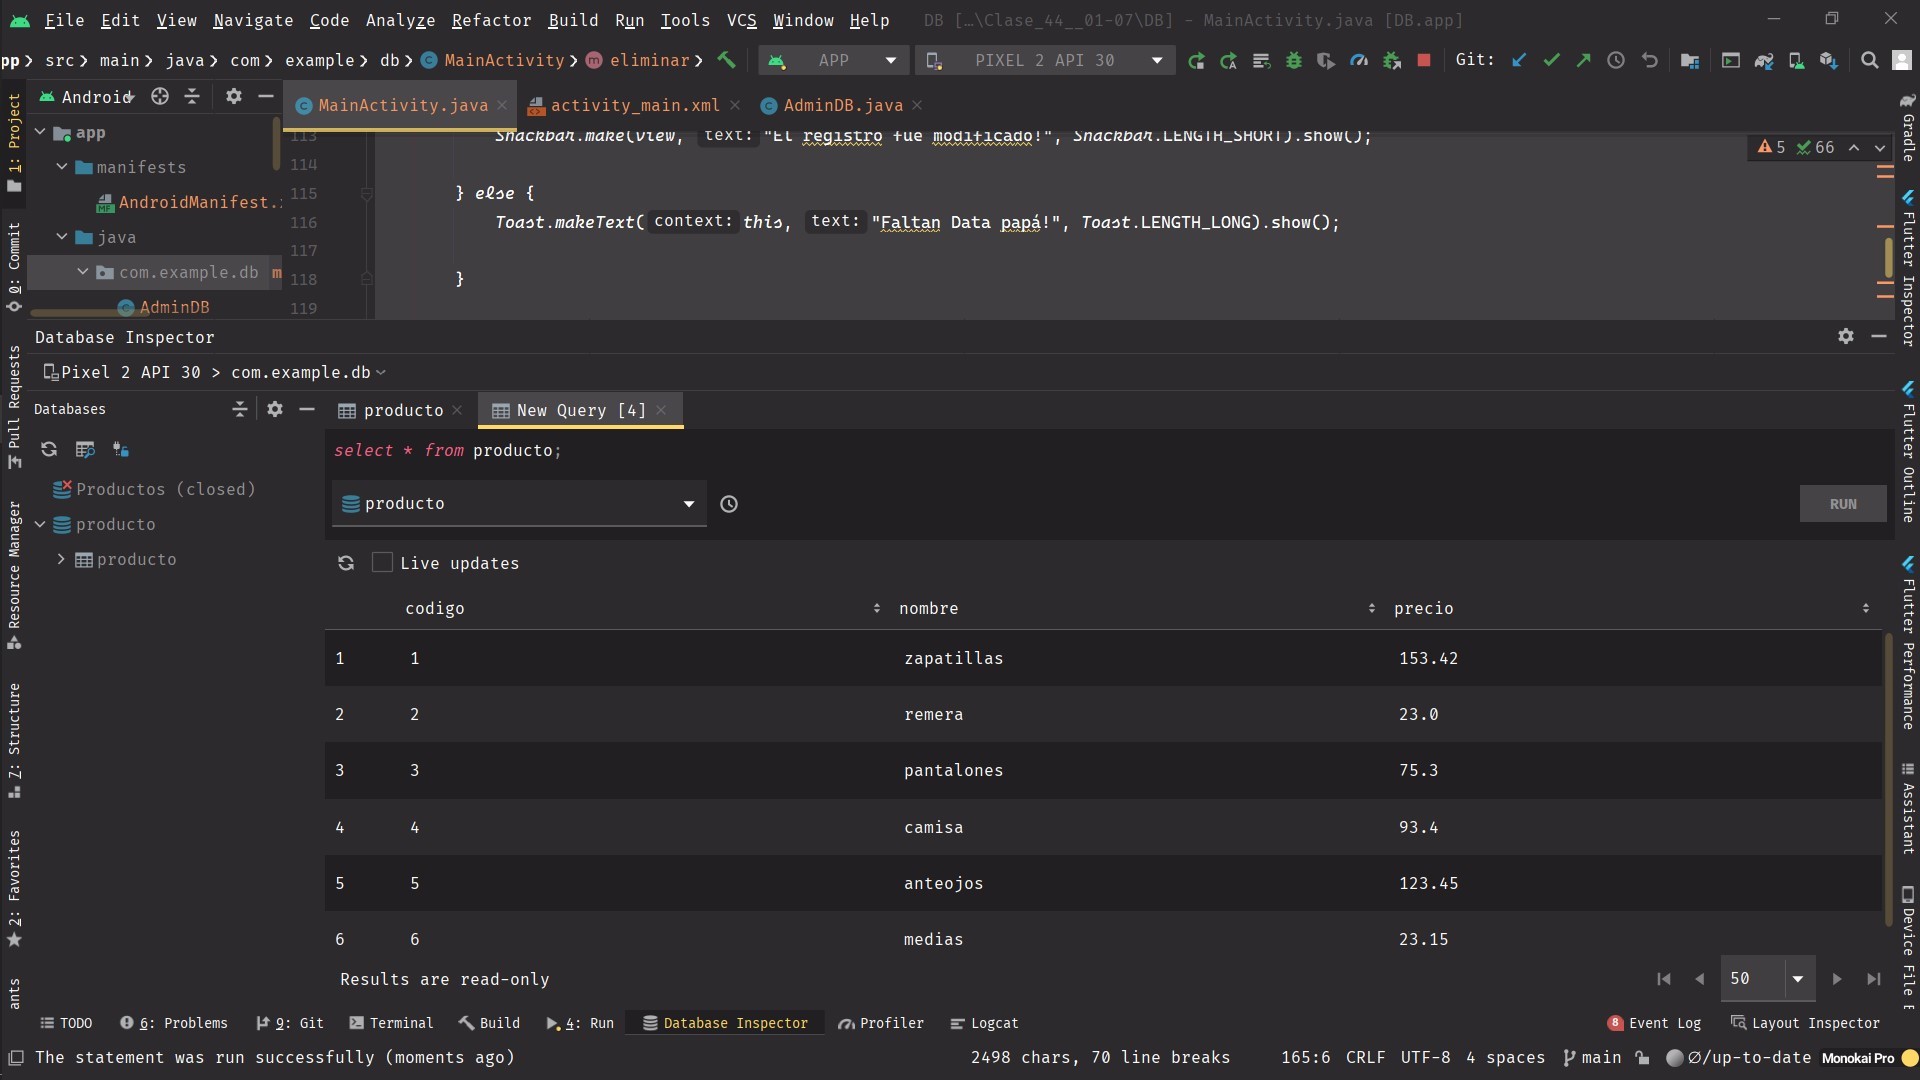 File Edit View Navigate Code Analyze Refactor Build Run Tools VCS Window Help DB […\Clase_44__01-07\DB] - MainActivity.java [DB.app]
pp src main java com example db MainActivity eliminar APP PIXEL 2 API 30 Git:
Android MainActivity.java activity_main.xml AdminDB.java
app
manifests
AndroidManifest.
java
com.example.db m
AdminDB
113 Snackbar.make(view, text: "El registro fue modificado!", Snackbar.LENGTH_SHORT).show();
5 66
114
115 } else {
116 Toast.makeText( context: this, text: "Faltan Data papá!", Toast.LENGTH_LONG).show();
117
118 }
119
Database Inspector
Pixel 2 API 30 > com.example.db
Databases
producto New Query [4]
select * from producto;
Productos (closed)
producto
producto
producto
RUN
Live updates
codigo nombre precio
1 1 zapatillas 153.42
2 2 remera 23.0
3 3 pantalones 75.3
4 4 camisa 93.4
5 5 anteojos 123.45
6 6 medias 23.15
Results are read-only
50
TODO 6: Problems 9: Git Terminal Build 4: Run Database Inspector Profiler Logcat 8 Event Log Layout Inspector
The statement was run successfully (moments ago) 2498 chars, 70 line breaks 165:6 CRLF UTF-8 4 spaces main Ø/up-to-date Monokai Pro
1: Project
0: Commit
Pull Requests
Resource Manager
7: Structure
2: Favorites
ants
Gradle
Flutter Inspector
Flutter Outline
Flutter Performance
Assistant
Device File E